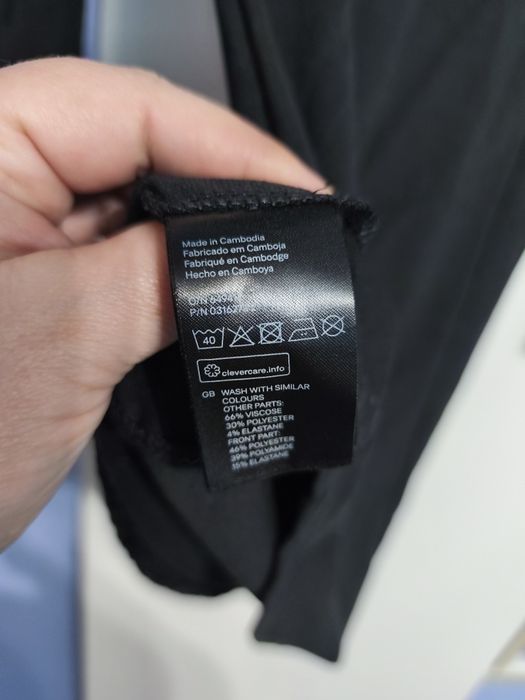 Made in Cambodia
Fabricado em Camboja
Fabriqué en Cambodge
Hecho en Camboya
O/N
P/N
40
clevercare.info
GB WASH WITH SIMILAR
COLOURS
OTHER PARTS:
66% VISCOSE
30% POLYESTER
4% ELASTANE
FRONT PART:
46% POLYESTER
39% POLYAMIDE
15% ELASTANE